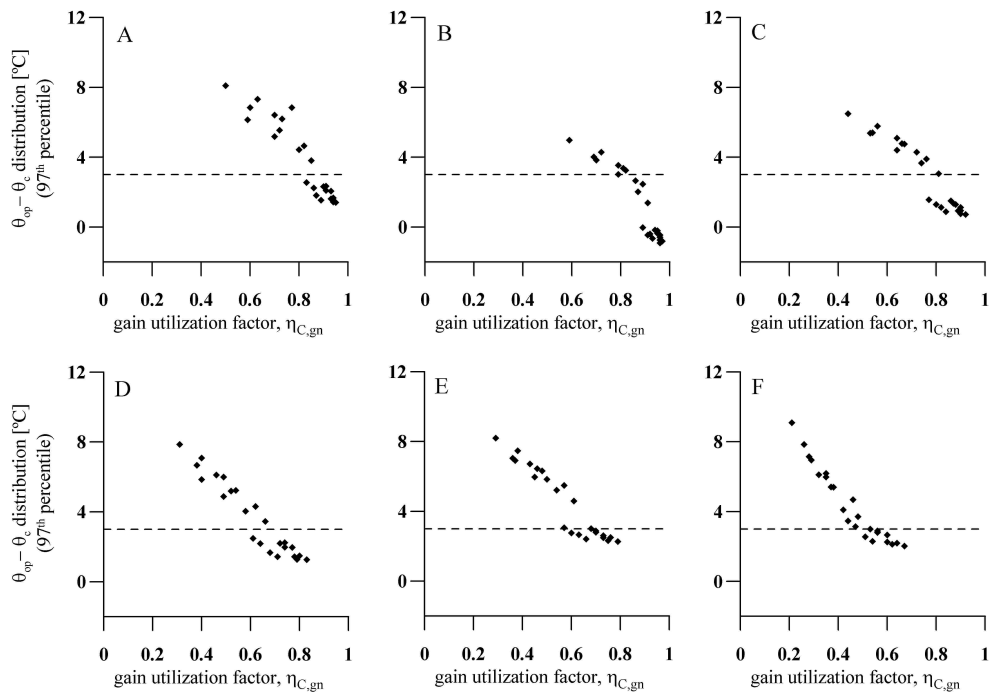 12
8
4
0
θop – θc distribution [ºC]
(97th percentile)
A
0 0.2 0.4 0.6 0.8 1
gain utilization factor, ηC,gn
12
8
4
0
B
0 0.2 0.4 0.6 0.8 1
gain utilization factor, ηC,gn
12
8
4
0
C
0 0.2 0.4 0.6 0.8 1
gain utilization factor, ηC,gn
12
8
4
0
θop – θc distribution [ºC]
(97th percentile)
D
0 0.2 0.4 0.6 0.8 1
gain utilization factor, ηC,gn
12
8
4
0
E
0 0.2 0.4 0.6 0.8 1
gain utilization factor, ηC,gn
12
8
4
0
F
0 0.2 0.4 0.6 0.8 1
gain utilization factor, ηC,gn